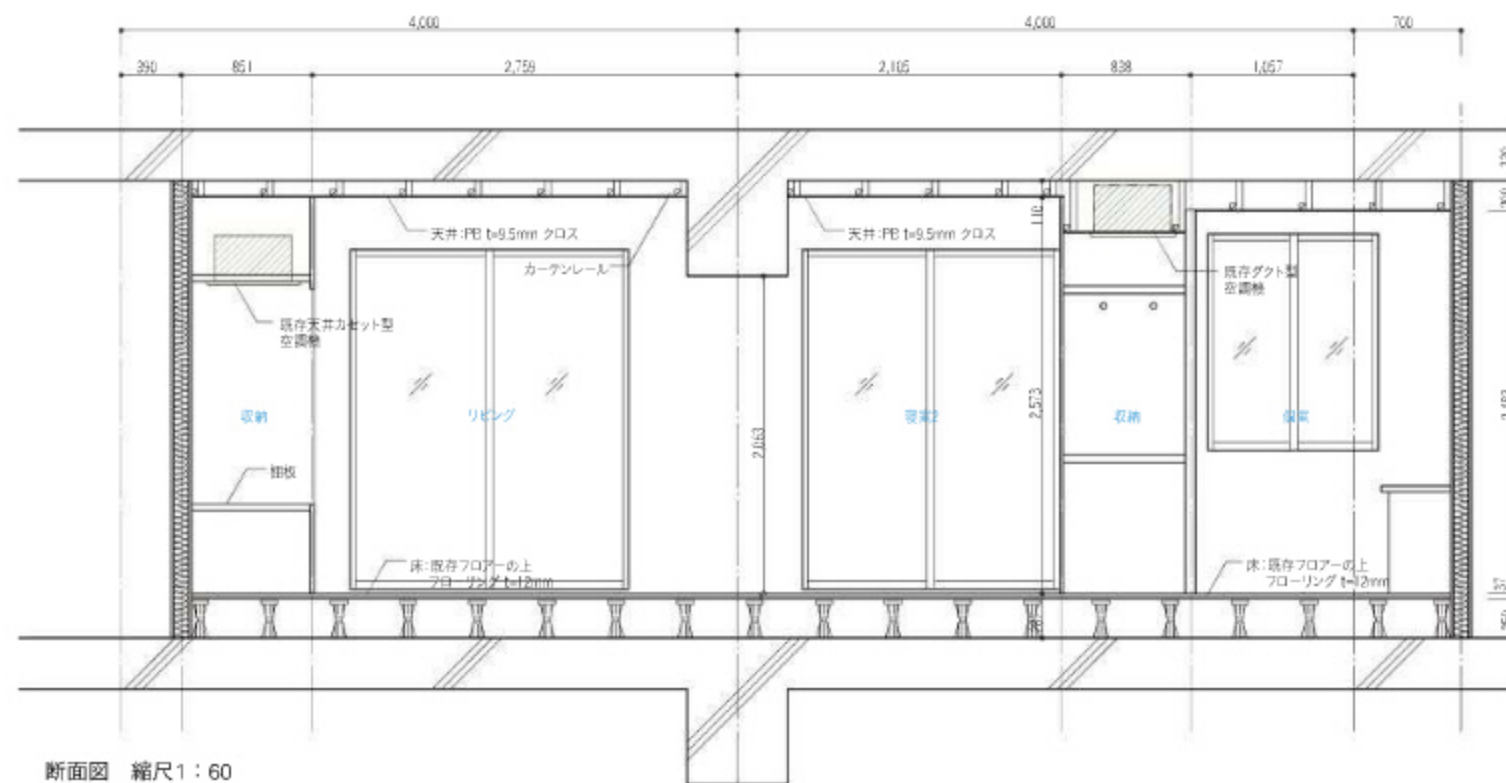 4,000
4,000
700
390
851
2,759
2,105
838
1,057
天井:PB t=9.5mm クロス
カーテンレール
110
天井:PB t=9.5mm クロス
既存ダクト型
空調機
既存天井カセット型
空調機
収納
リビング
2,063
寝室2
2,573
収納
個室
棚板
床:既存フロアーの上
フローリング t=12mm
床:既存フロアーの上
フローリング t=12mm
37
断面図 縮尺1:60